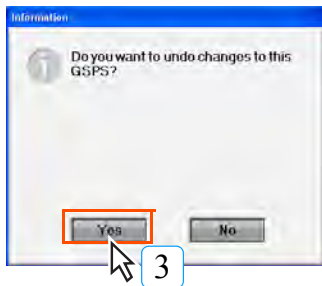 Information
Do you want to undo changes to this
GSPS?
Yes No
3